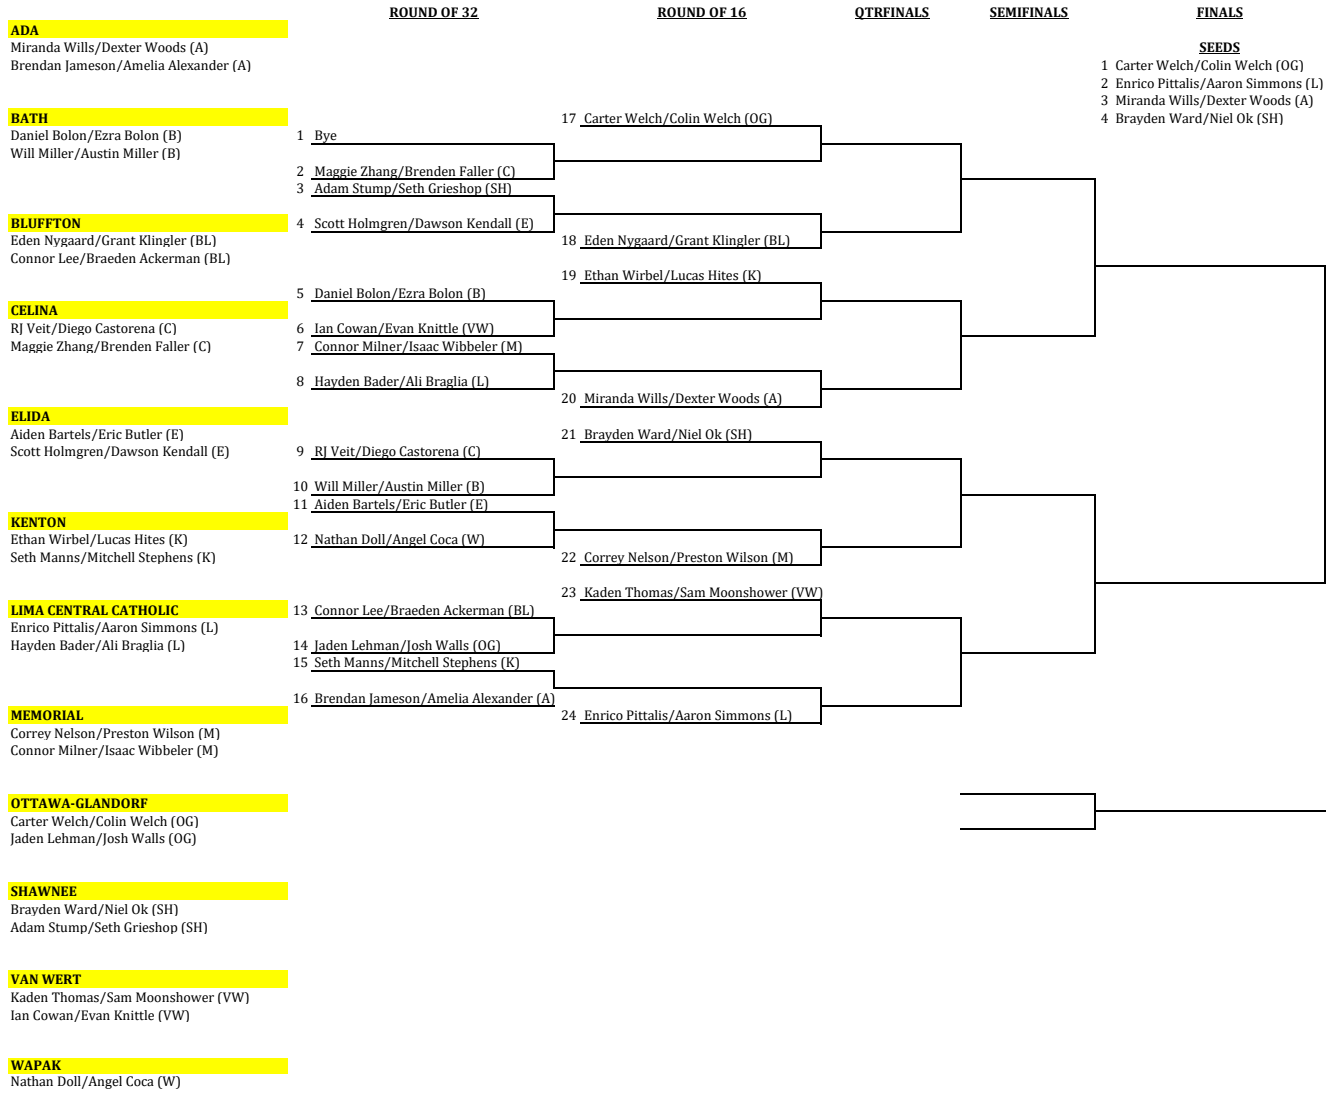 ROUND OF 32 ROUND OF 16 QTRFINALS SEMIFINALS FINALS
ADA
Miranda Wills/Dexter Woods (A)
Brendan Jameson/Amelia Alexander (A)
BATH
Daniel Bolon/Ezra Bolon (B)
Will Miller/Austin Miller (B)
BLUFFTON
Eden Nygaard/Grant Klingler (BL)
Connor Lee/Braeden Ackerman (BL)
CELINA
RJ Veit/Diego Castorena (C)
Maggie Zhang/Brenden Faller (C)
ELIDA
Aiden Bartels/Eric Butler (E)
Scott Holmgren/Dawson Kendall (E)
KENTON
Ethan Wirbel/Lucas Hites (K)
Seth Manns/Mitchell Stephens (K)
LIMA CENTRAL CATHOLIC
Enrico Pittalis/Aaron Simmons (L)
Hayden Bader/Ali Braglia (L)
MEMORIAL
Correy Nelson/Preston Wilson (M)
Connor Milner/Isaac Wibbeler (M)
OTTAWA-GLANDORF
Carter Welch/Colin Welch (OG)
Jaden Lehman/Josh Walls (OG)
SHAWNEE
Brayden Ward/Niel Ok (SH)
Adam Stump/Seth Grieshop (SH)
VAN WERT
Kaden Thomas/Sam Moonshower (VW)
Ian Cowan/Evan Knittle (VW)
WAPAK
Nathan Doll/Angel Coca (W)
1 Bye
2 Maggie Zhang/Brenden Faller (C)
3 Adam Stump/Seth Grieshop (SH)
4 Scott Holmgren/Dawson Kendall (E)
5 Daniel Bolon/Ezra Bolon (B)
6 Ian Cowan/Evan Knittle (VW)
7 Connor Milner/Isaac Wibbeler (M)
8 Hayden Bader/Ali Braglia (L)
9 RJ Veit/Diego Castorena (C)
10 Will Miller/Austin Miller (B)
11 Aiden Bartels/Eric Butler (E)
12 Nathan Doll/Angel Coca (W)
13 Connor Lee/Braeden Ackerman (BL)
14 Jaden Lehman/Josh Walls (OG)
15 Seth Manns/Mitchell Stephens (K)
16 Brendan Jameson/Amelia Alexander (A)
17 Carter Welch/Colin Welch (OG)
18 Eden Nygaard/Grant Klingler (BL)
19 Ethan Wirbel/Lucas Hites (K)
20 Miranda Wills/Dexter Woods (A)
21 Brayden Ward/Niel Ok (SH)
22 Correy Nelson/Preston Wilson (M)
23 Kaden Thomas/Sam Moonshower (VW)
24 Enrico Pittalis/Aaron Simmons (L)
SEEDS
1 Carter Welch/Colin Welch (OG)
2 Enrico Pittalis/Aaron Simmons (L)
3 Miranda Wills/Dexter Woods (A)
4 Brayden Ward/Niel Ok (SH)